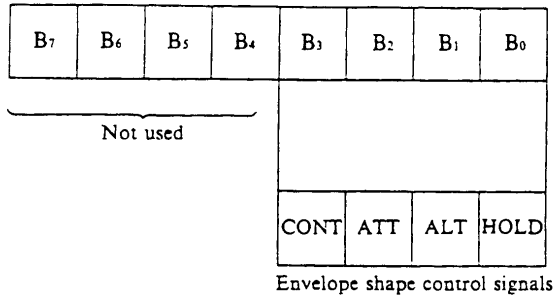 B7 B6 B5 B4 B3 B2 B1 B0
Not used
CONT ATT ALT HOLD
Envelope shape control signals